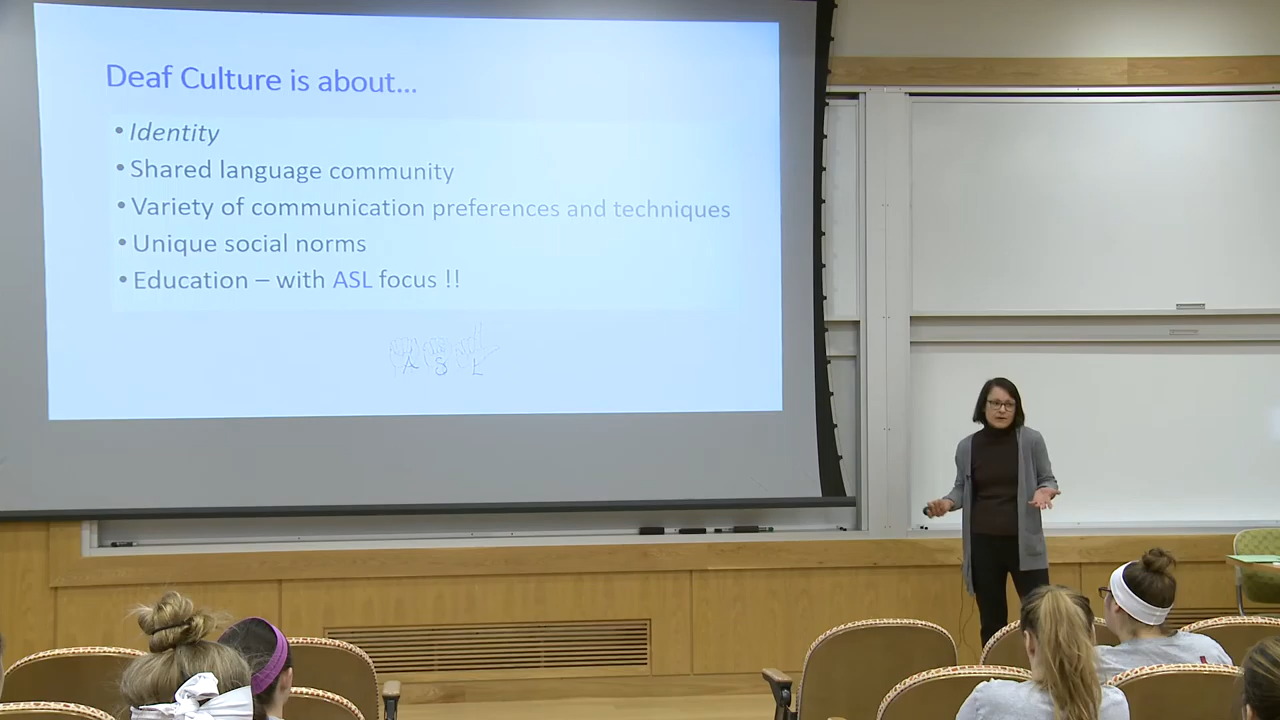 Deaf Culture is about...
• Identity
• Shared language community
• Variety of communication preferences and techniques
• Unique social norms
• Education – with ASL focus !!
A S L